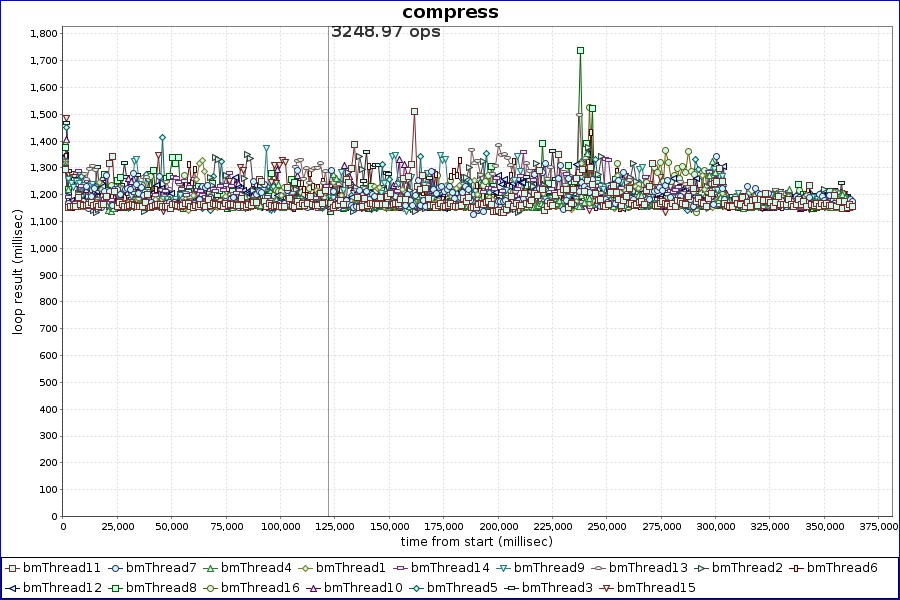 compress
3248.97 ops
1,800
1,700
1,600
1,500
1,400
1,300
1,200
1,100
1,000
900
800
700
600
500
400
300
200
100
0
loop result (millisec)
0 25,000 50,000 75,000 100,000 125,000 150,000 175,000 200,000 225,000 250,000 275,000 300,000 325,000 350,000 375,000
time from start (millisec)
bmThread11 bmThread7 bmThread4 bmThread1 bmThread14 bmThread9 bmThread13 bmThread2 bmThread6
bmThread12 bmThread8 bmThread16 bmThread10 bmThread5 bmThread3 bmThread15